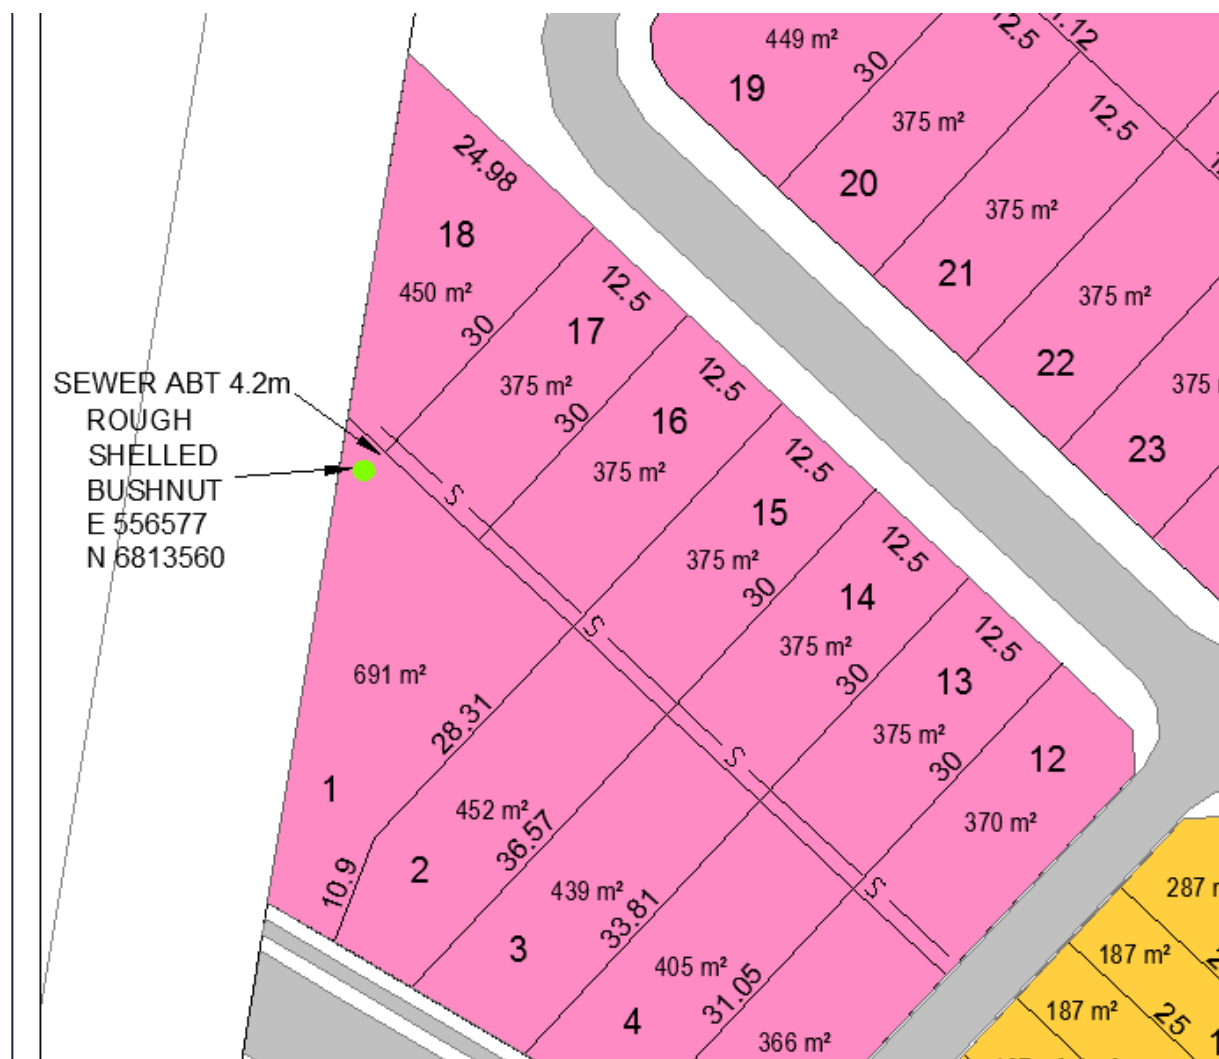 449 m²
12.5
1.12
19
30
375 m²
12.5
20
24.98
375 m²
18
21
375 m²
450 m²
30
12.5
17
22
375
375 m²
30
12.5
16
SEWER ABT 4.2m
ROUGH
SHELLED
BUSHNUT
E 556577
N 6813560
23
375 m²
12.5
S
15
375 m²
30
12.5
14
S
375 m²
30
12.5
13
691 m²
28.31
375 m²
30
12
S
1
452 m²
36.57
370 m²
2
10.9
439 m²
33.81
S
287 m
3
405 m²
31.05
187 m²
4
366 m²
187 m²
25